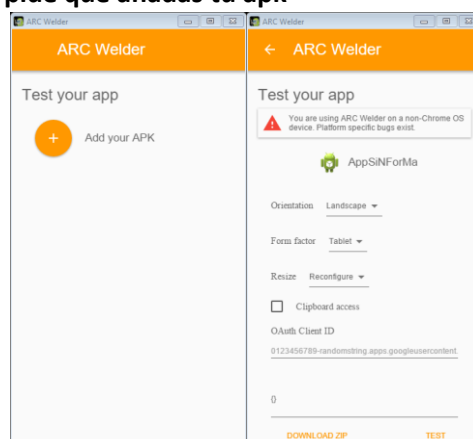 pide que añadas tu apk
ARC Welder
ARC Welder
Test your app
+
Add your APK
ARC Welder
← ARC Welder
Test your app
You are using ARC Welder on a non-Chrome OS
device. Platform specific bugs exist.
AppSiNForMa
Orientation Landscape
Form factor Tablet
Resize Reconfigure
Clipboard access
OAuth Client ID
0123456789-randomstring.apps.googleusercontent.
{}
DOWNLOAD ZIP TEST